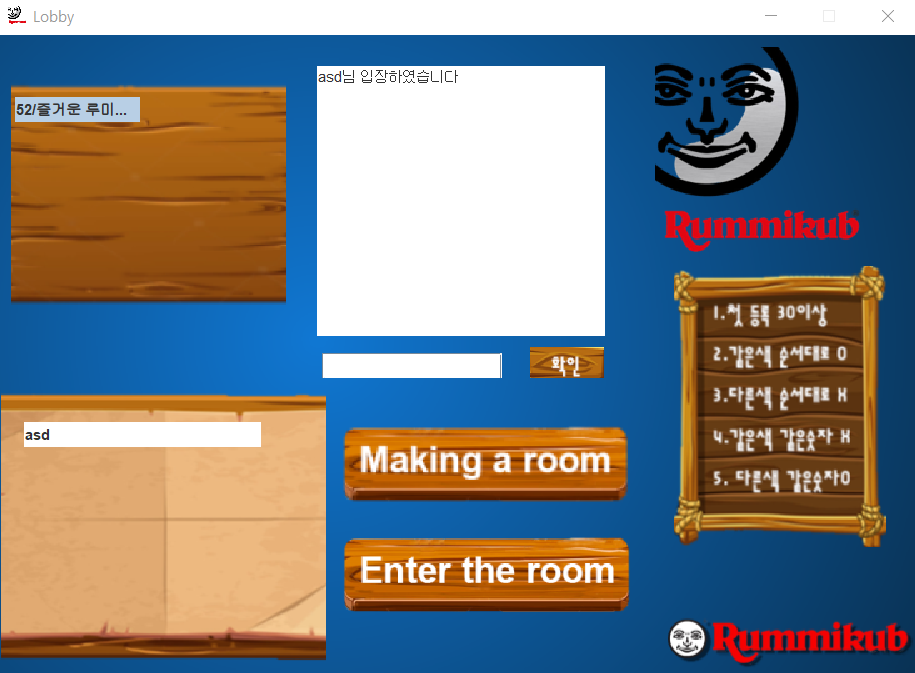 Lobby
52/즐거운 루미...
asd님 입장하였습니다
확인
asd
Making a room
Enter the room
Rummikub
1.첫 등록 30이상
2.같은색 순서대로 O
3.다른색 순서대로 X
4.같은색 같은숫자 X
5. 다른색 같은숫자O
Rummikub